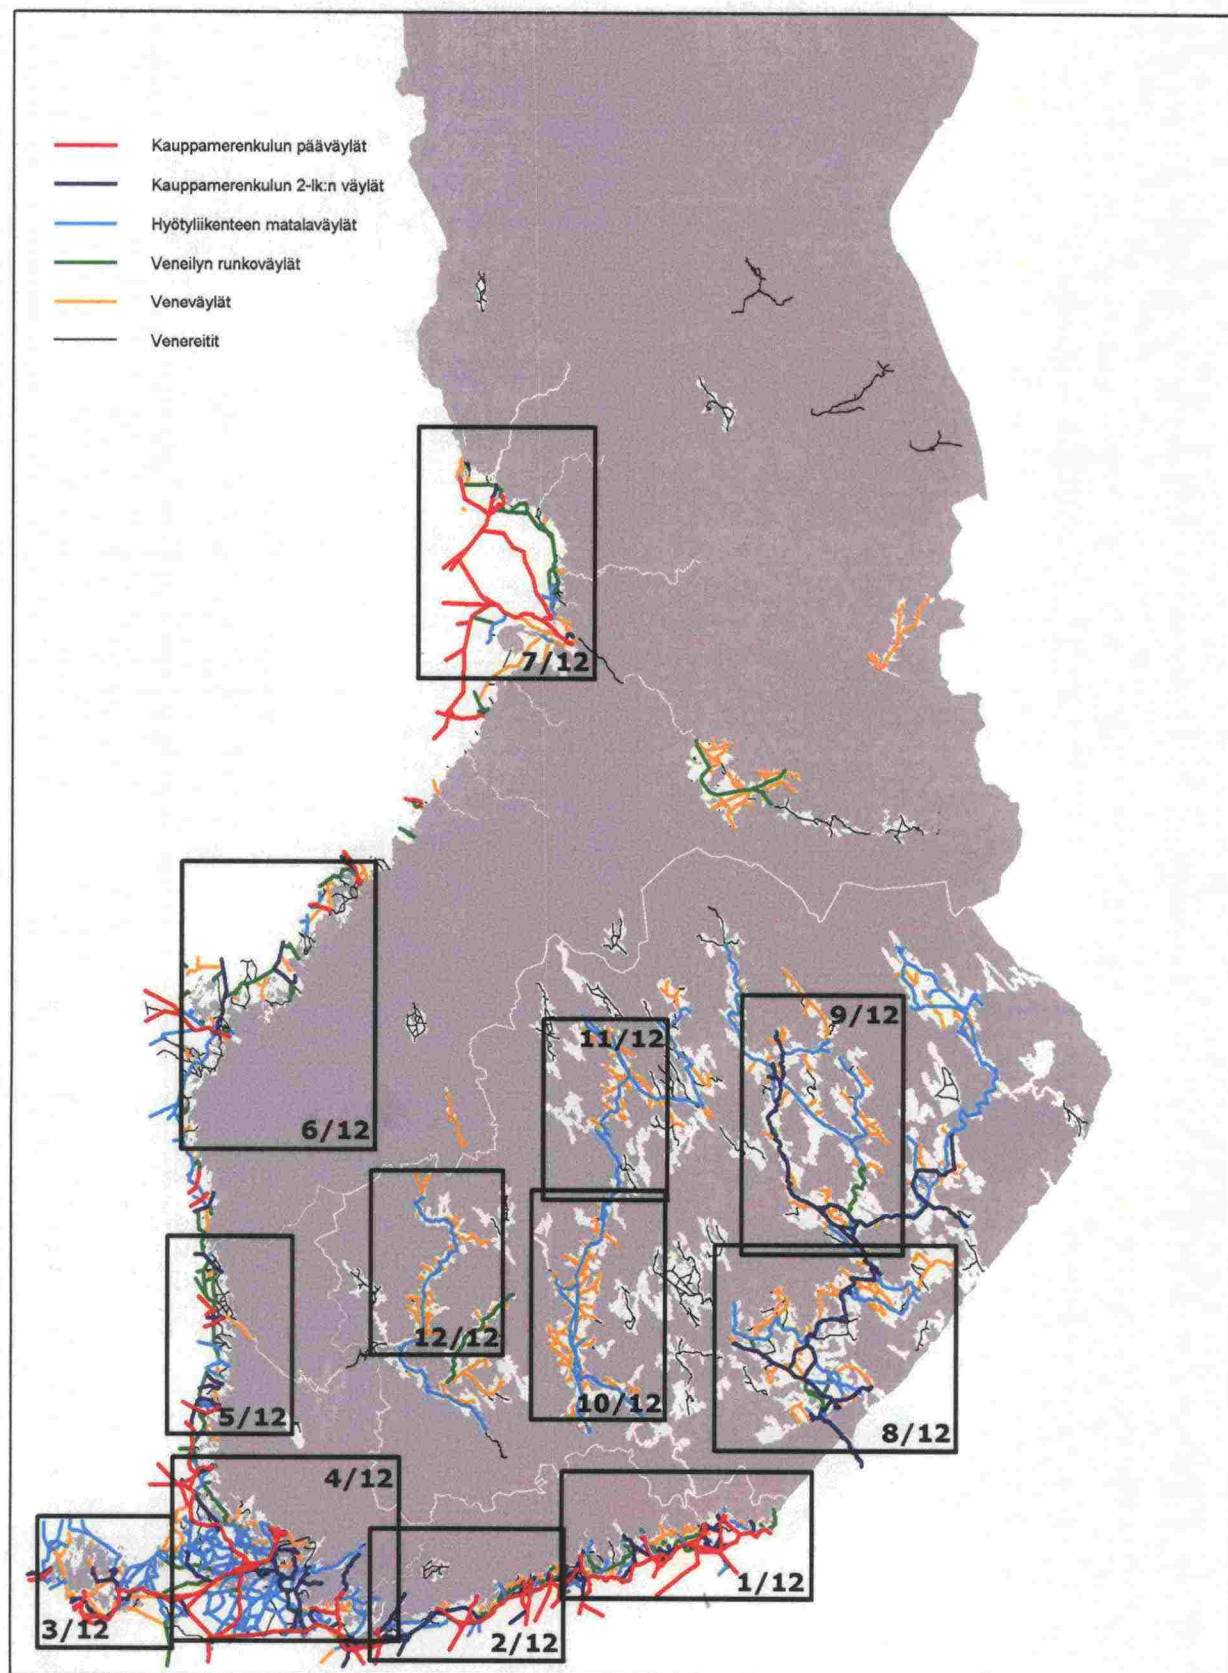 Kauppamerenkulun pääväylät
Kauppamerenkulun 2-lk:n väylät
Hyötyliikenteen matalaväylät
Veneilyn runkoväylät
Veneväylät
Venereitit
7/12
9/12
11/12
6/12
12/12
10/12
5/12
8/12
4/12
1/12
3/12
2/12